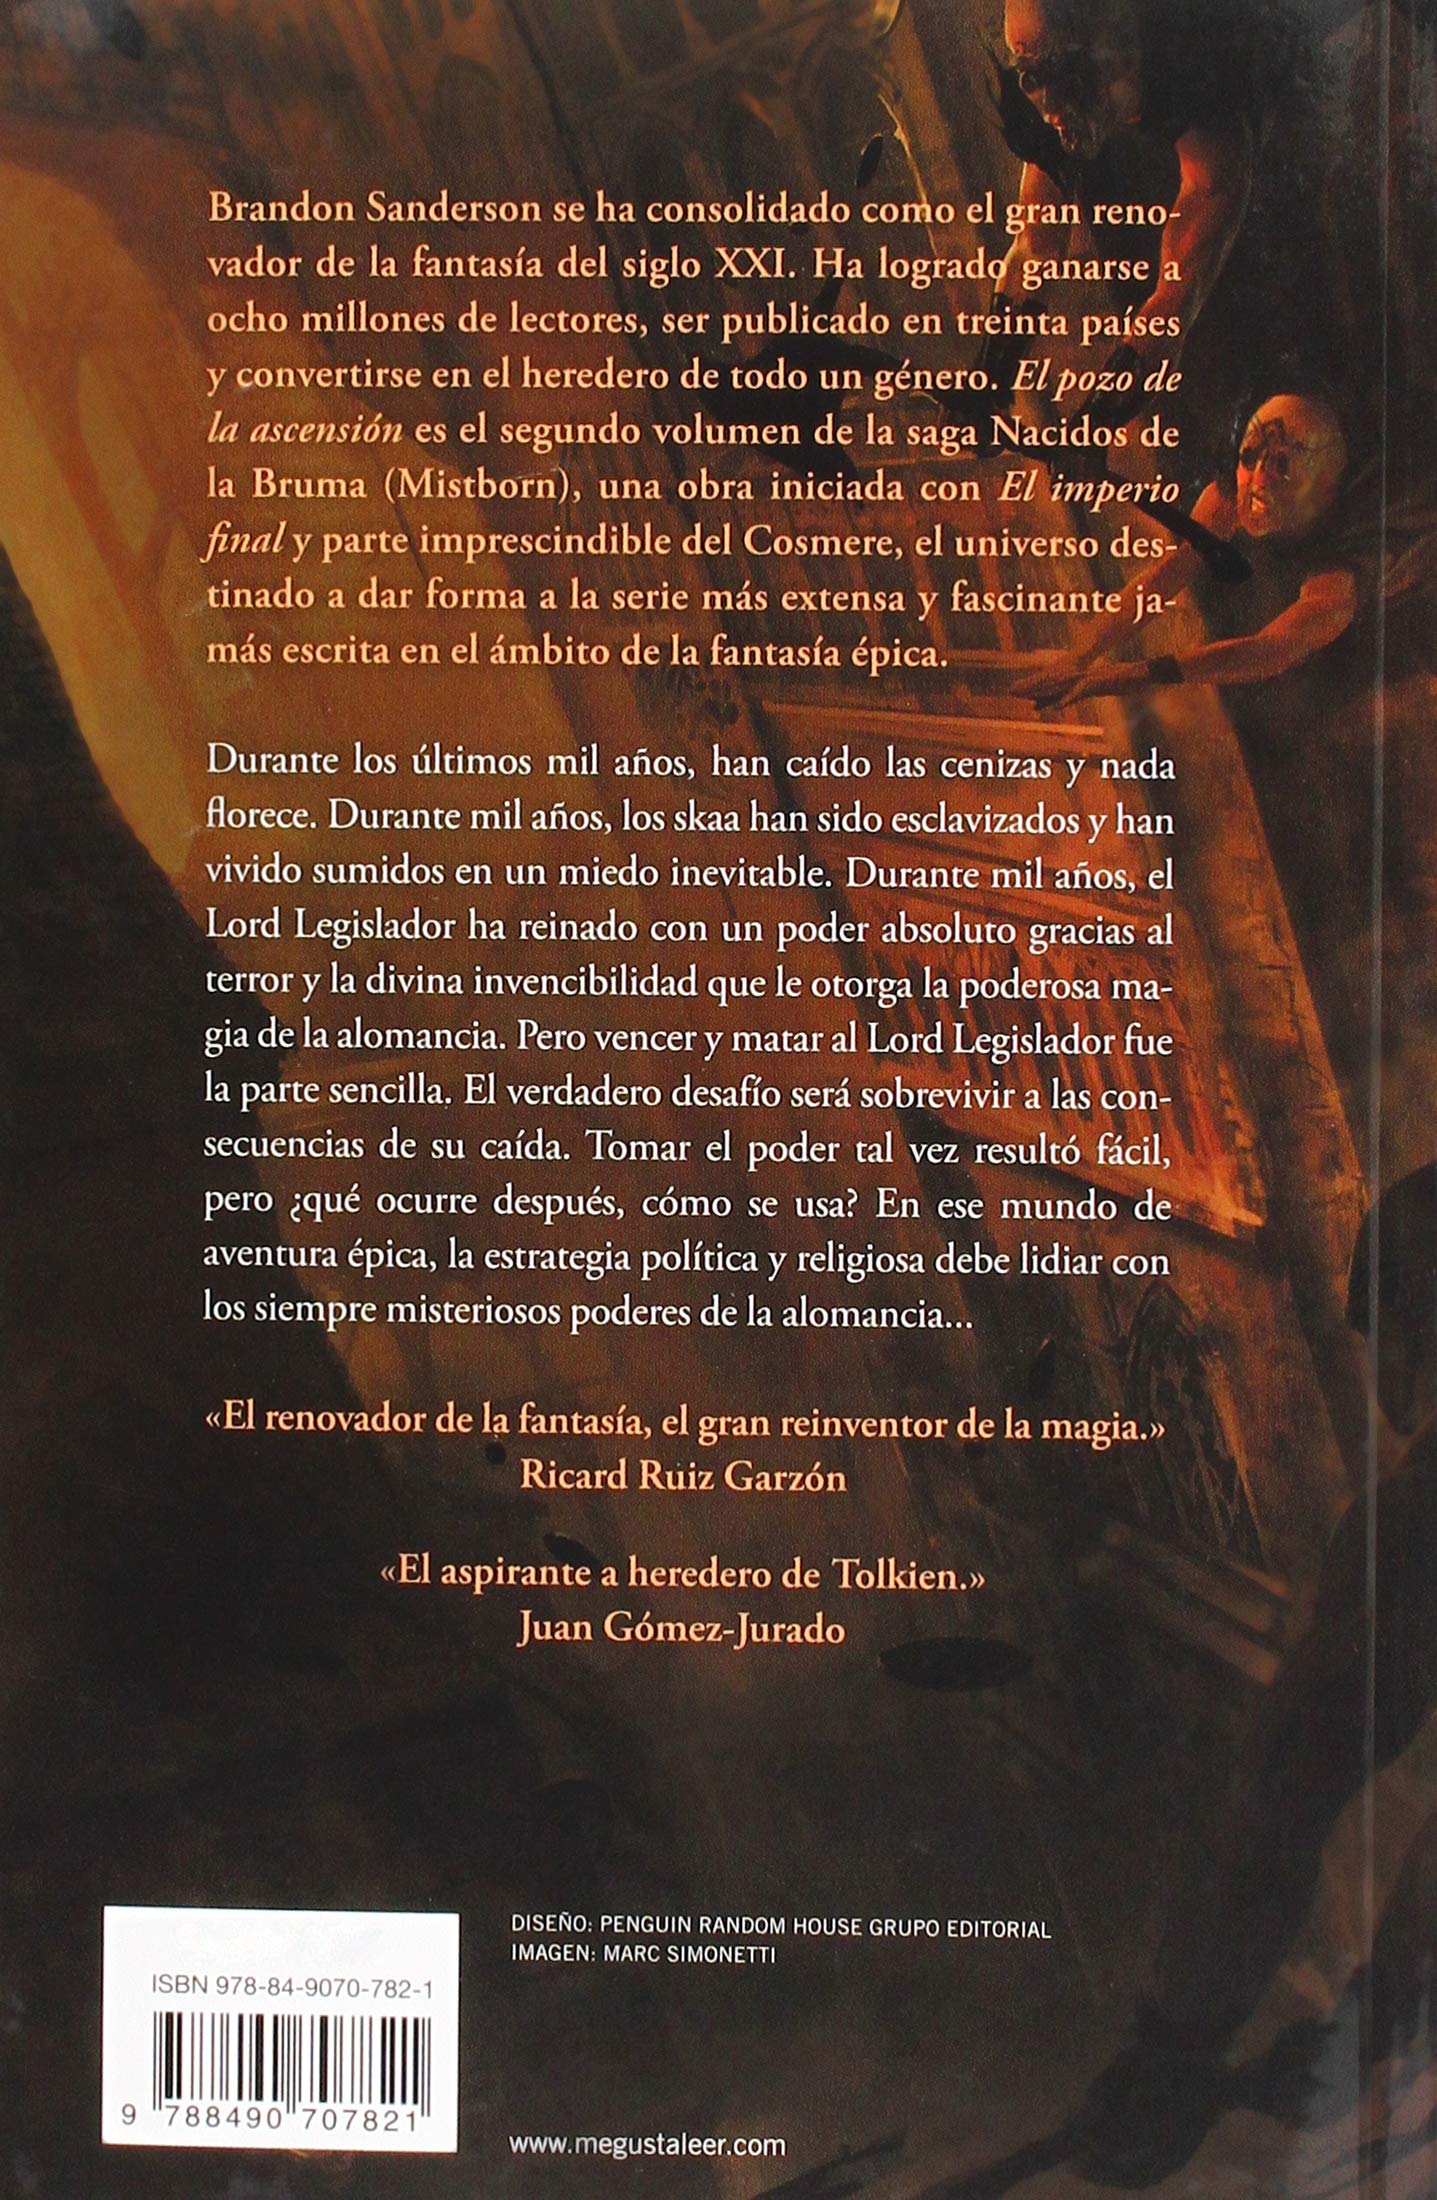 Brandon Sanderson se ha consolidado como el gran reno-
vador de la fantasía del siglo XXI. Ha logrado ganarse a
ocho millones de lectores, ser publicado en treinta países
y convertirse en el heredero de todo un género. El pozo de
la ascensión es el segundo volumen de la saga Nacidos de
la Bruma (Mistborn), una obra iniciada con El imperio
final y parte imprescindible del Cosmere, el universo des-
tinado a dar forma a la serie más extensa y fascinante ja-
más escrita en el ámbito de la fantasía épica.
Durante los últimos mil años, han caído las cenizas y nada
florece. Durante mil años, los skaa han sido esclavizados y han
vivido sumidos en un miedo inevitable. Durante mil años, el
Lord Legislador ha reinado con un poder absoluto gracias al
terror y la divina invencibilidad que le otorga la poderosa ma-
gia de la alomancia. Pero vencer y matar al Lord Legislador fue
la parte sencilla. El verdadero desafío será sobrevivir a las con-
secuencias de su caída. Tomar el poder tal vez resultó fácil,
pero ¿qué ocurre después, cómo se usa? En ese mundo de
aventura épica, la estrategia política y religiosa debe lidiar con
los siempre misteriosos poderes de la alomancia...
«El renovador de la fantasía, el gran reinventor de la magia.»
Ricard Ruiz Garzón
«El aspirante a heredero de Tolkien.»
Juan Gómez-Jurado
DISEÑO: PENGUIN RANDOM HOUSE GRUPO EDITORIAL
IMAGEN: MARC SIMONETTI
ISBN 978-84-9070-782-1
9 788490 707821
www.megustaleer.com